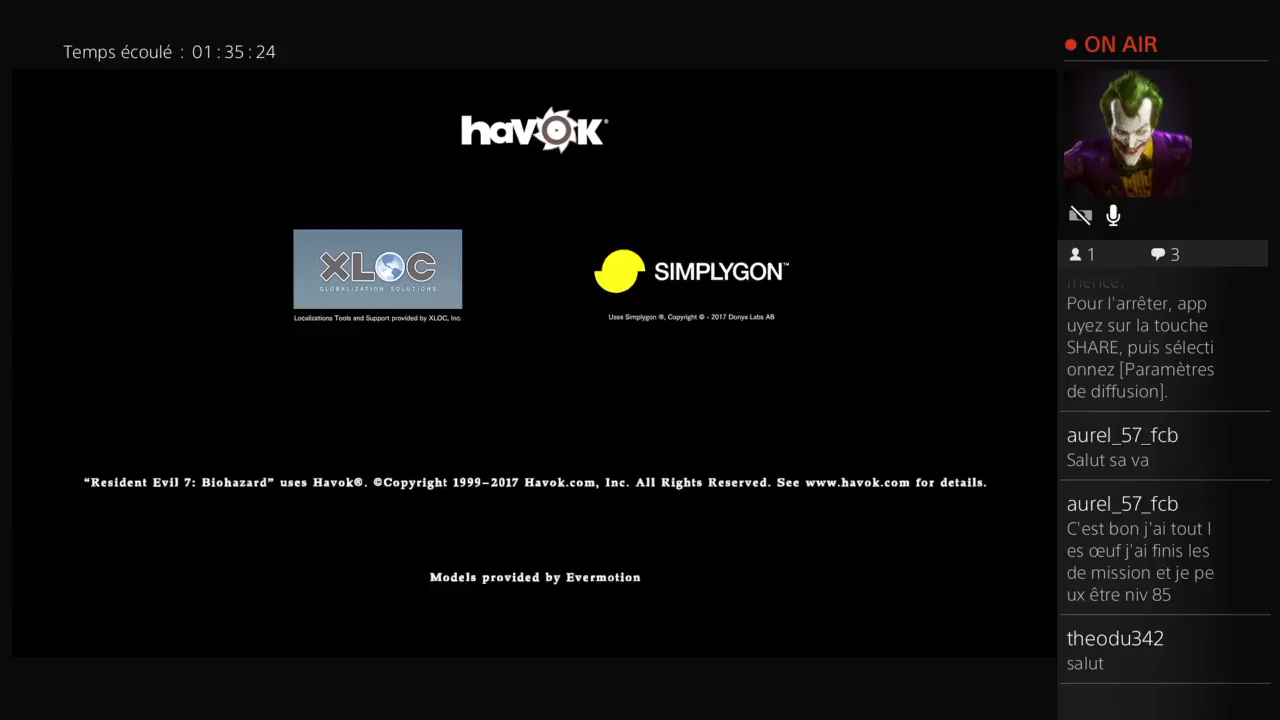 Temps écoulé : 01:35:24
ON AIR
havok®
XLOC
GLOBALIZATION SOLUTIONS
Localizations Tools and Support provided by XLOC, Inc.
SIMPLYGON™
Uses Simplygon ®, Copyright © - 2017 Donya Labs AB
"Resident Evil 7: Biohazard" uses Havok®. ©Copyright 1999–2017 Havok.com, Inc. All Rights Reserved. See www.havok.com for details.
Models provided by Evermotion
1 3
mence.
Pour l'arrêter, app
uyez sur la touche
SHARE, puis sélecti
onnez [Paramètres
de diffusion].
aurel_57_fcb
Salut sa va
aurel_57_fcb
C'est bon j'ai tout l
es œuf j'ai finis les
de mission et je pe
ux être niv 85
theodu342
salut